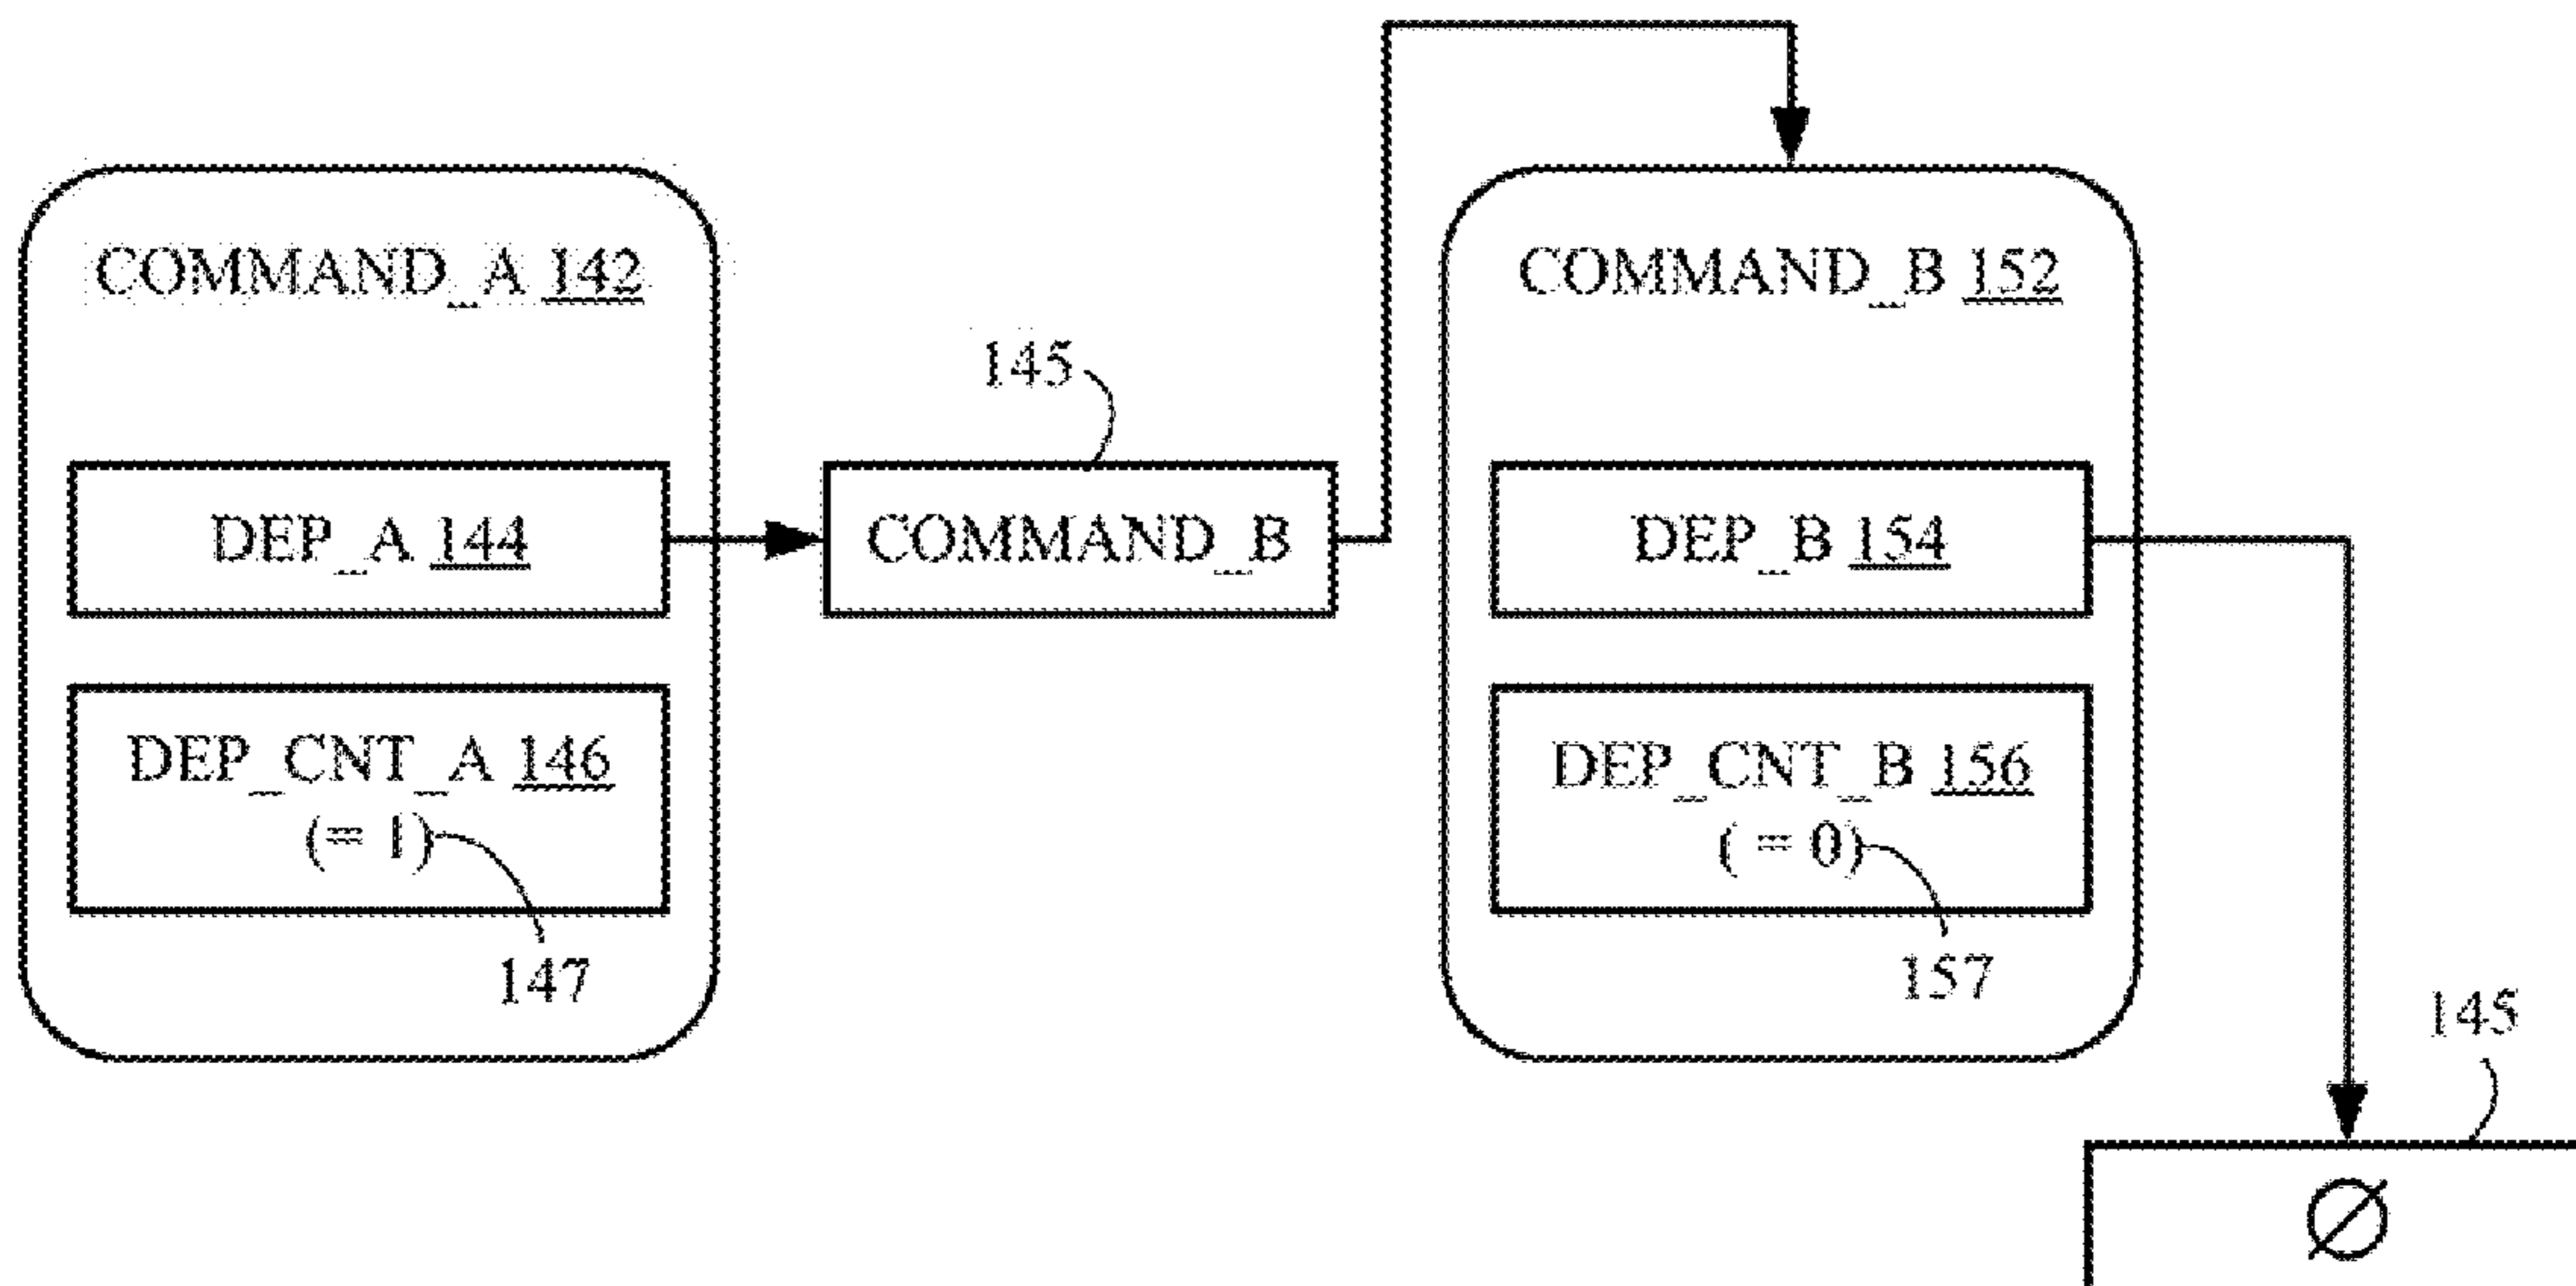 COMMAND_A 142
DEP_A 144
DEP_CNT_A 146
(= 1)
147
145
COMMAND_B
COMMAND_B 152
DEP_B 154
DEP_CNT_B 156
( = 0)
157
145
∅